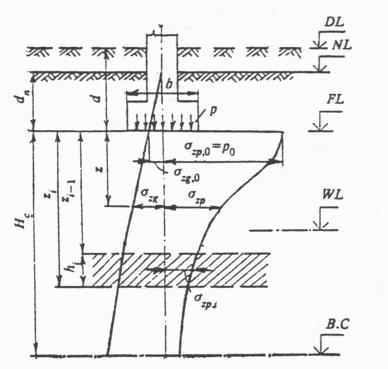 DL
NL
b
d_n
d
p
FL
σ_zp,0=p_0
σ_zg,0
z
z_i
z_i-1
σ_zg
σ_zp
H_c
WL
h_i
σ_zp,i
B.C